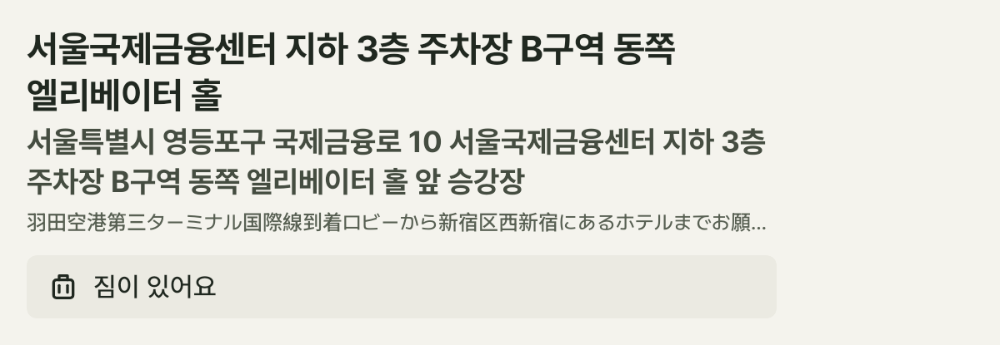 서울국제금융센터 지하 3층 주차장 B구역 동쪽
엘리베이터 홀
서울특별시 영등포구 국제금융로 10 서울국제금융센터 지하 3층
주차장 B구역 동쪽 엘리베이터 홀 앞 승강장
羽田空港第三ターミナル国際線到着ロビーから新宿区西新宿にあるホテルまでお願...
짐이 있어요